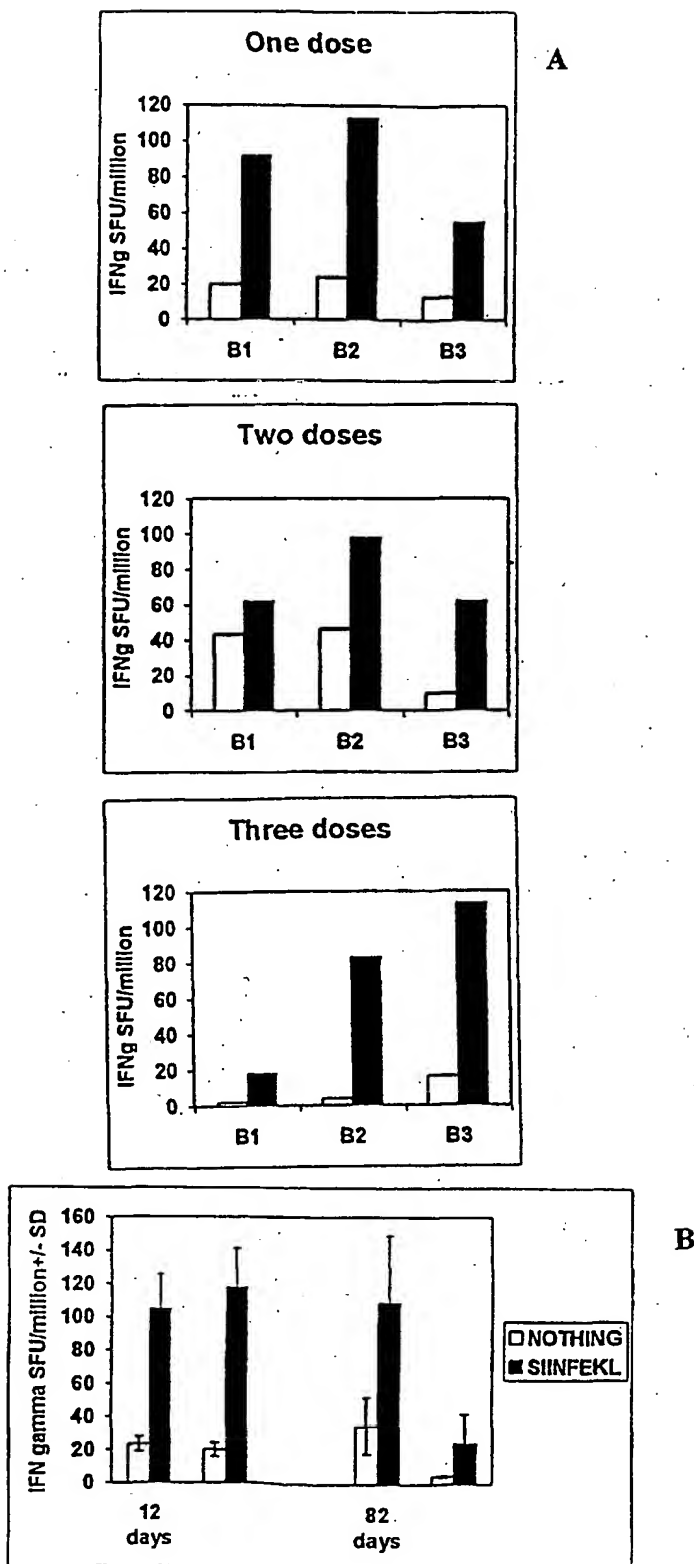 A
One dose
IFNg SFU/million
120
100
80
60
40
20
0
B1 B2 B3
Two doses
IFNg SFU/million
120
100
80
60
40
20
0
B1 B2 B3
Three doses
IFNg SFU/million
120
100
80
60
40
20
0
B1 B2 B3
B
IFN gamma SFU/million+/- SD
160
140
120
100
80
60
40
20
0
12
days
82
days
NOTHING
SIINFEKL